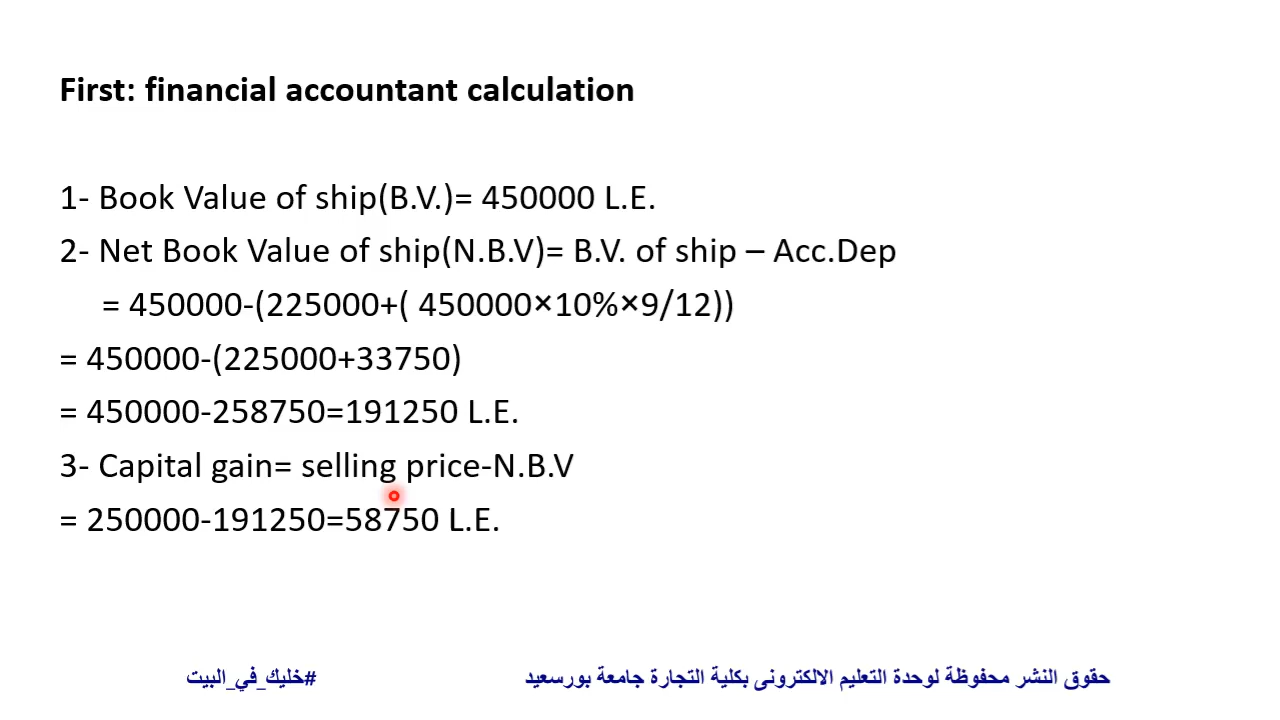 First: financial accountant calculation
1- Book Value of ship(B.V.)= 450000 L.E.
2- Net Book Value of ship(N.B.V)= B.V. of ship – Acc.Dep
= 450000-(225000+( 450000×10%×9/12))
= 450000-(225000+33750)
= 450000-258750=191250 L.E.
3- Capital gain= selling price-N.B.V
= 250000-191250=58750 L.E.
حقوق النشر محفوظة لوحدة التعليم الالكترونى بكلية التجارة جامعة بورسعيد
#خليك_في_البيت